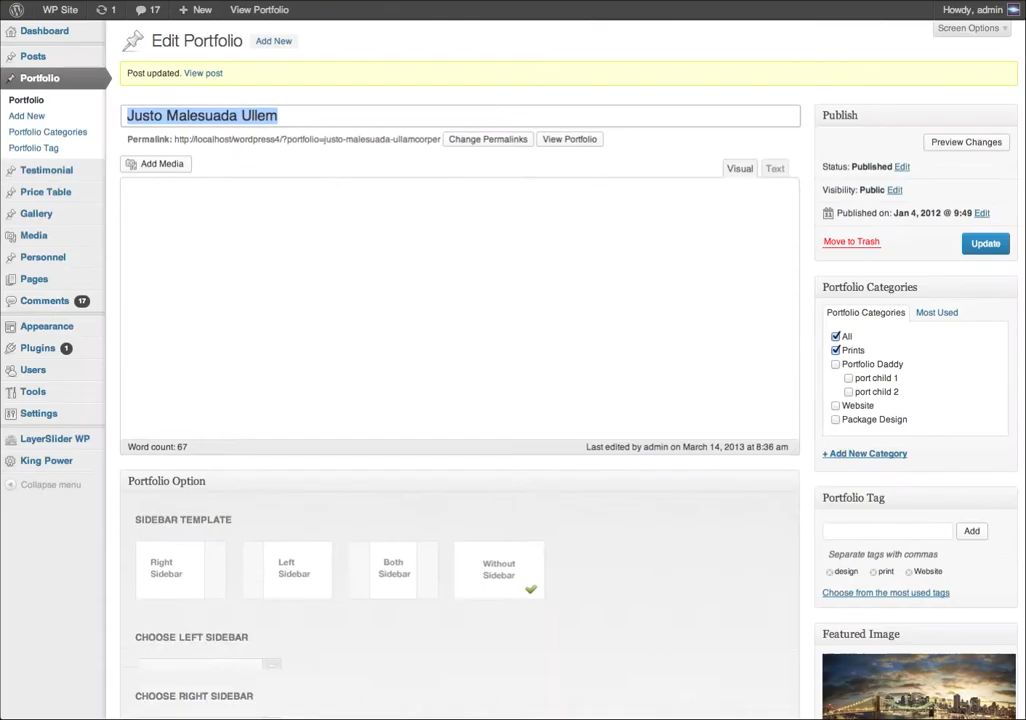 WP Site 1 17 + New View Portfolio Howdy, admin
Screen Options
Dashboard
Posts
Portfolio
Portfolio
Add New
Portfolio Categories
Portfolio Tag
Testimonial
Price Table
Gallery
Media
Personnel
Pages
Comments 17
Appearance
Plugins 1
Users
Tools
Settings
LayerSlider WP
King Power
Collapse menu
Edit Portfolio Add New
Post updated. View post
Justo Malesuada Ullem
Permalink: http://localhost/wordpress4/?portfolio=justo-malesuada-ullamcorper Change Permalinks View Portfolio
Add Media
Visual Text
Word count: 67 Last edited by admin on March 14, 2013 at 8:36 am
Portfolio Option
SIDEBAR TEMPLATE
Right
Sidebar
Left
Sidebar
Both
Sidebar
Without
Sidebar
CHOOSE LEFT SIDEBAR
CHOOSE RIGHT SIDEBAR
Publish
Preview Changes
Status: Published Edit
Visibility: Public Edit
Published on: Jan 4, 2012 @ 9:49 Edit
Move to Trash Update
Portfolio Categories
Portfolio Categories Most Used
All
Prints
Portfolio Daddy
port child 1
port child 2
Website
Package Design
+ Add New Category
Portfolio Tag
Add
Separate tags with commas
design print Website
Choose from the most used tags
Featured Image